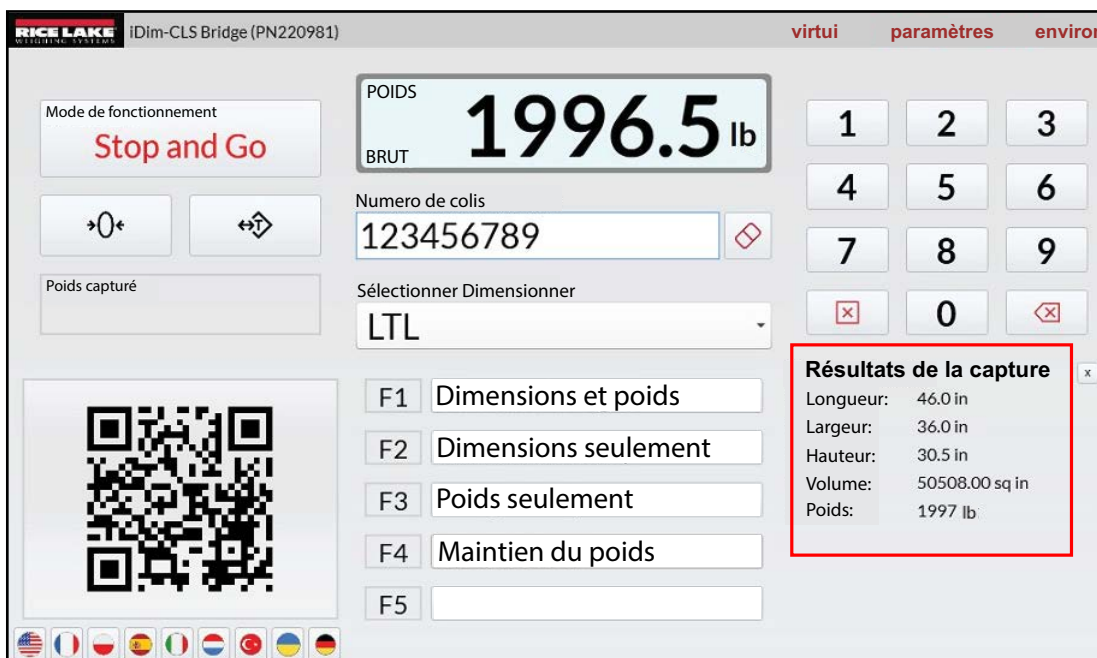 RICE LAKE
WEIGHING SYSTEMS
iDim-CLS Bridge (PN220981)
virtui
paramètres
environ
Mode de fonctionnement
Stop and Go
POIDS
1996.5 lb
BRUT
→0←
↔T
Numero de colis
123456789
Poids capturé
Sélectionner Dimensionner
LTL
1 2 3
4 5 6
7 8 9
0
F1 Dimensions et poids
F2 Dimensions seulement
F3 Poids seulement
F4 Maintien du poids
F5
Résultats de la capture
x
Longueur: 46.0 in
Largeur: 36.0 in
Hauteur: 30.5 in
Volume: 50508.00 sq in
Poids: 1997 lb